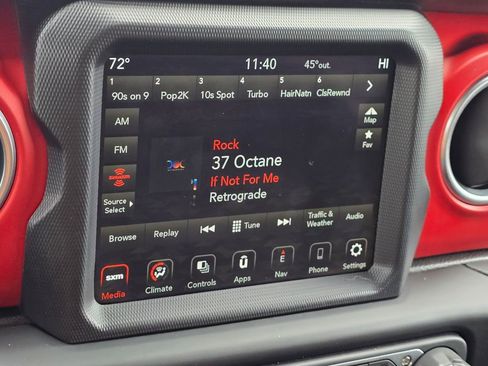 72° 11:40 45°out. HI
1 2 3 4 5 6
90s on 9 Pop2K 10s Spot Turbo HairNatn ClsRewnd
AM
Map
Rock
37 Octane
FM
Fav
If Not For Me
siriusxm
Retrograde
Source
Select
Browse Replay Tune Traffic & Weather Audio
sxm E
Media Climate Controls Apps Nav Phone Settings